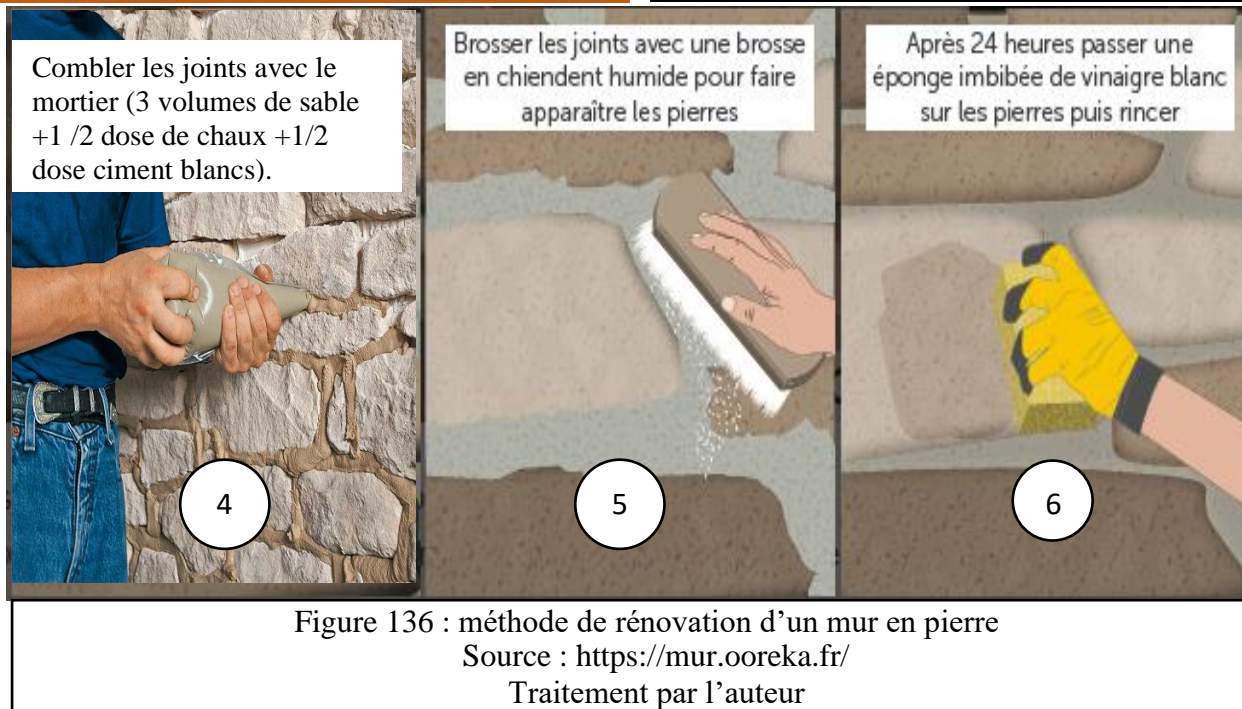 Combler les joints avec le
mortier (3 volumes de sable
+1 /2 dose de chaux +1/2
dose ciment blancs).
4
Brosser les joints avec une brosse
en chiendent humide pour faire
apparaître les pierres
5
Après 24 heures passer une
éponge imbibée de vinaigre blanc
sur les pierres puis rincer
6
Figure 136 : méthode de rénovation d’un mur en pierre
Source : https://mur.ooreka.fr/
Traitement par l’auteur